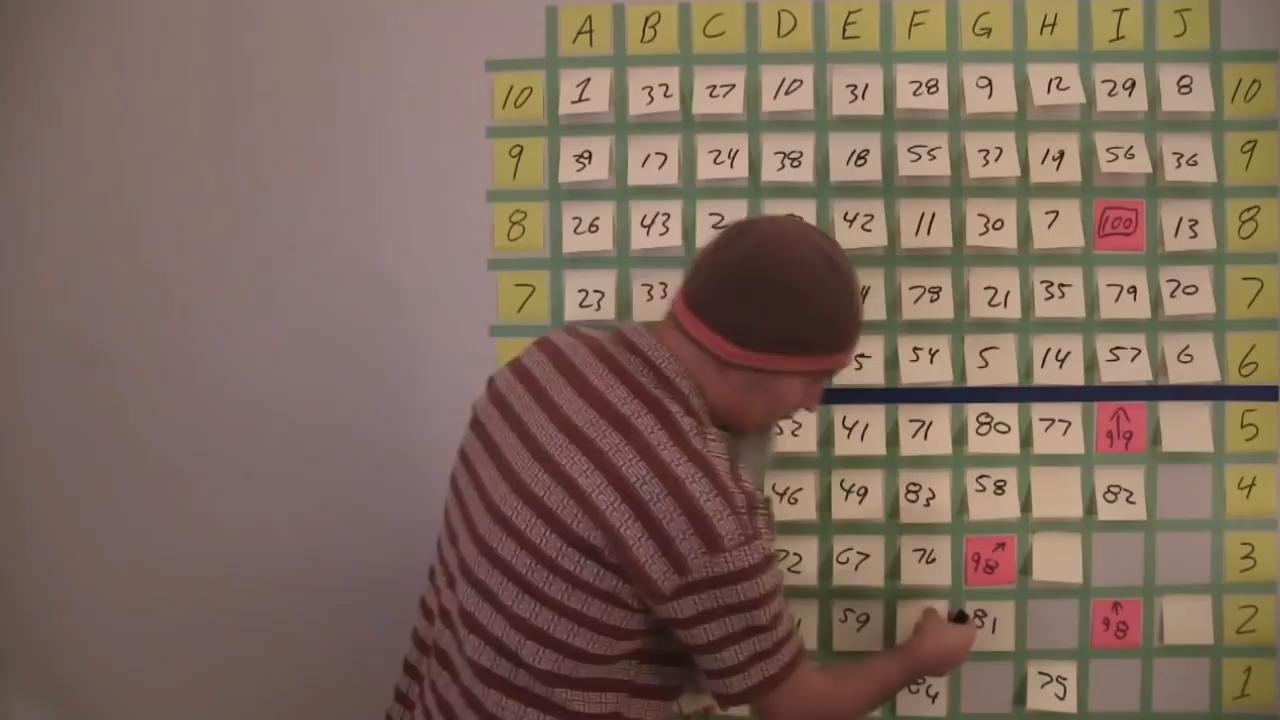 A B C D E F G H I J
10 1 32 27 10 31 28 9 12 29 8 10
9 39 17 24 38 18 55 37 19 56 36 9
8 26 43 42 11 30 7 100 13 8
7 23 33 78 21 35 79 20 7
54 5 14 57 6 6
41 71 80 77 99 5
46 49 83 58 82 4
67 76 98 3
59 81 98 2
84 75 1